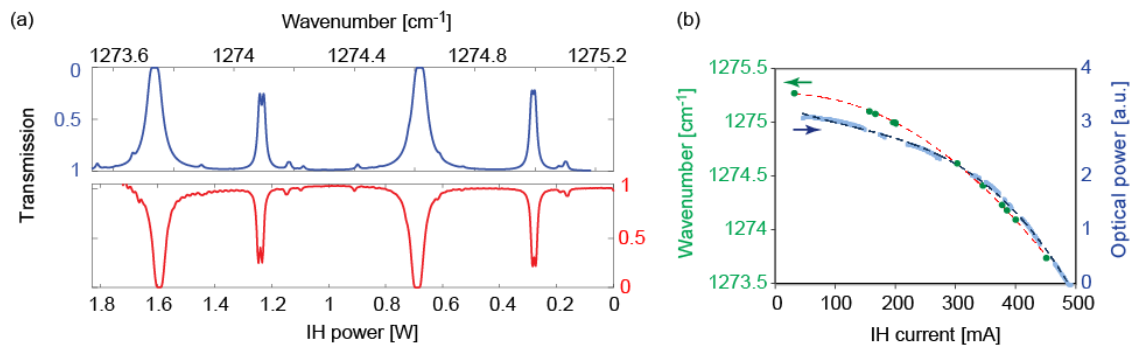 (a)
Wavenumber [cm-1]
1273.6 1274 1274.4 1274.8 1275.2
0
0.5
1
Transmission
1
0.5
0
1.8 1.6 1.4 1.2 1 0.8 0.6 0.4 0.2 0
IH power [W]
(b)
1275.5
1275
1274.5
1274
1273.5
Wavenumber [cm-1]
4
3
2
1
0
Optical power [a.u.]
0 100 200 300 400 500
IH current [mA]